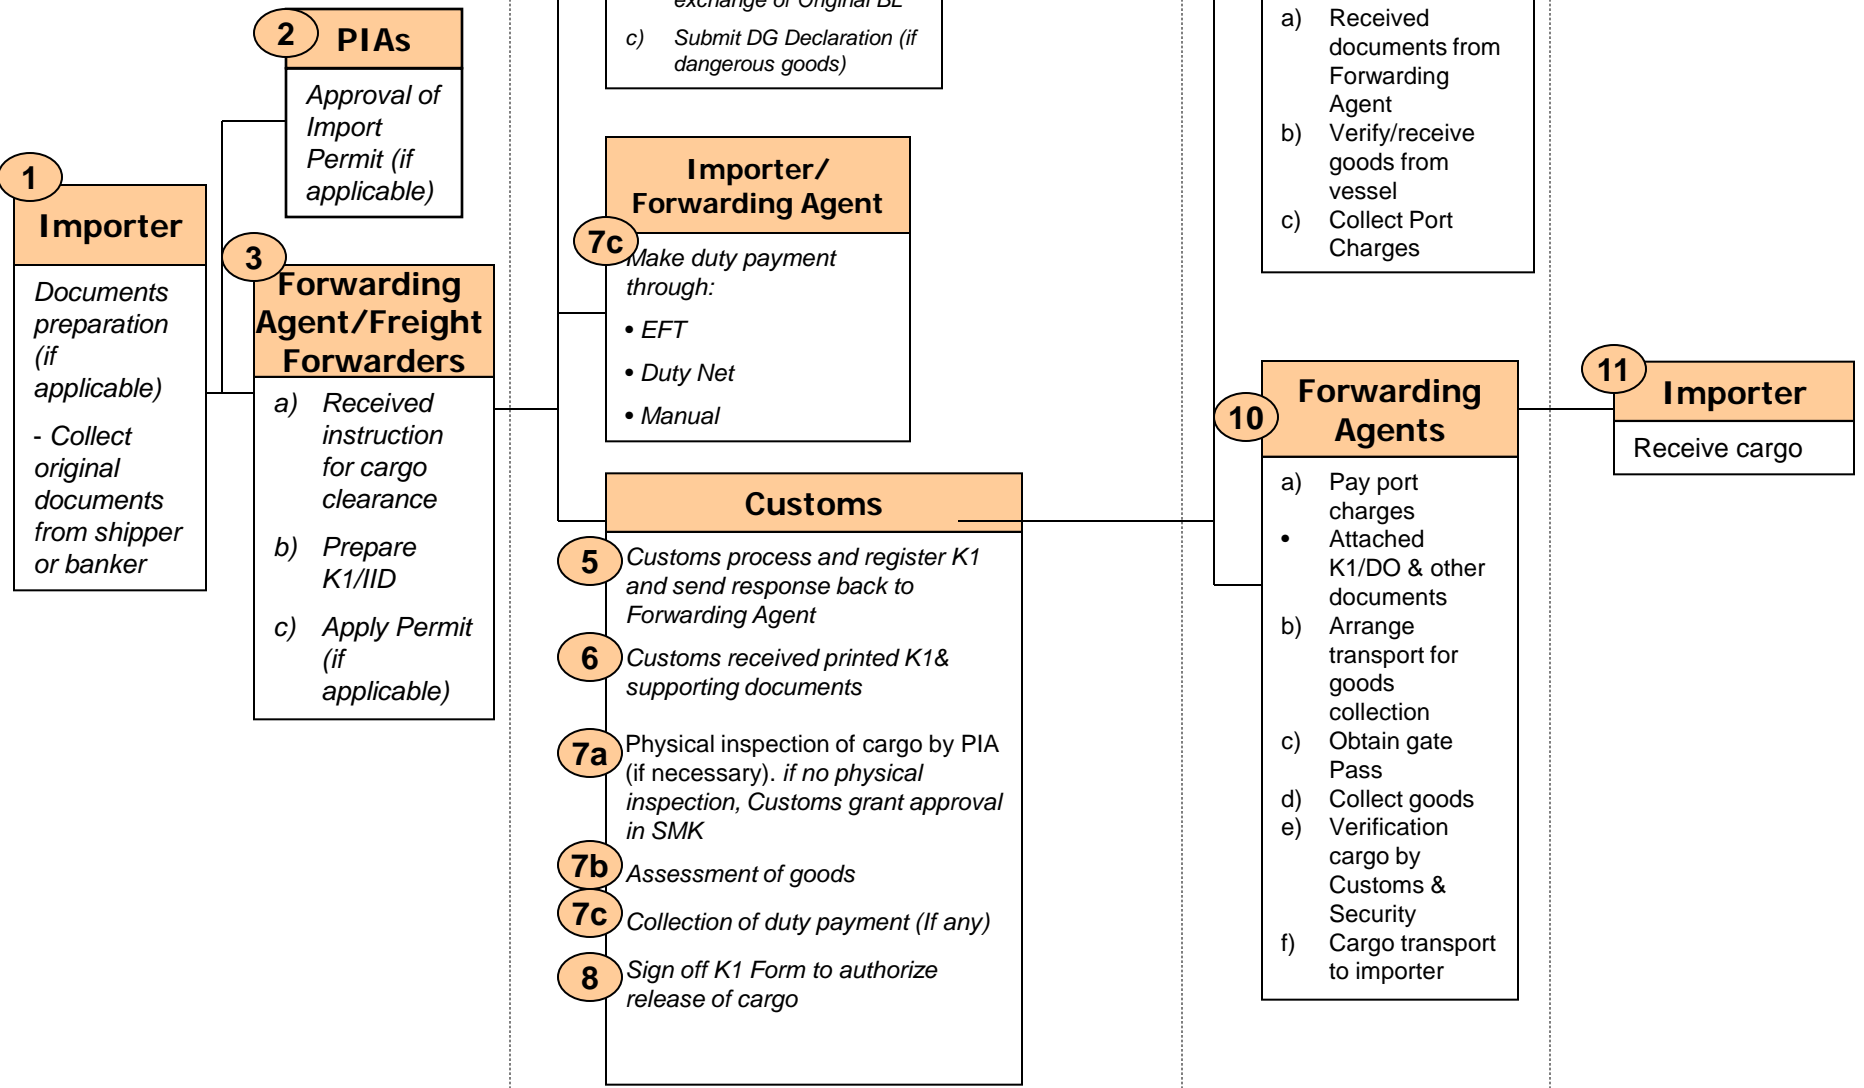 2
PIAs
Approval of
Import
Permit (if
applicable)
1
Importer
Documents
preparation
(if
applicable)
- Collect
original
documents
from shipper
or banker
3
Forwarding
Agent/Freight
Forwarders
a) Received
instruction
for cargo
clearance
b) Prepare
K1/IID
c) Apply Permit
(if
applicable)
exchange of Original BL
c) Submit DG Declaration (if
dangerous goods)
Importer/
Forwarding Agent
7c
Make duty payment
through:
• EFT
• Duty Net
• Manual
Customs
5
Customs process and register K1
and send response back to
Forwarding Agent
6
Customs received printed K1&
supporting documents
7a
Physical inspection of cargo by PIA
(if necessary). if no physical
inspection, Customs grant approval
in SMK
7b
Assessment of goods
7c
Collection of duty payment (If any)
8
Sign off K1 Form to authorize
release of cargo
a) Received
documents from
Forwarding
Agent
b) Verify/receive
goods from
vessel
c) Collect Port
Charges
10
Forwarding
Agents
a) Pay port
charges
• Attached
K1/DO & other
documents
b) Arrange
transport for
goods
collection
c) Obtain gate
Pass
d) Collect goods
e) Verification
cargo by
Customs &
Security
f) Cargo transport
to importer
11
Importer
Receive cargo